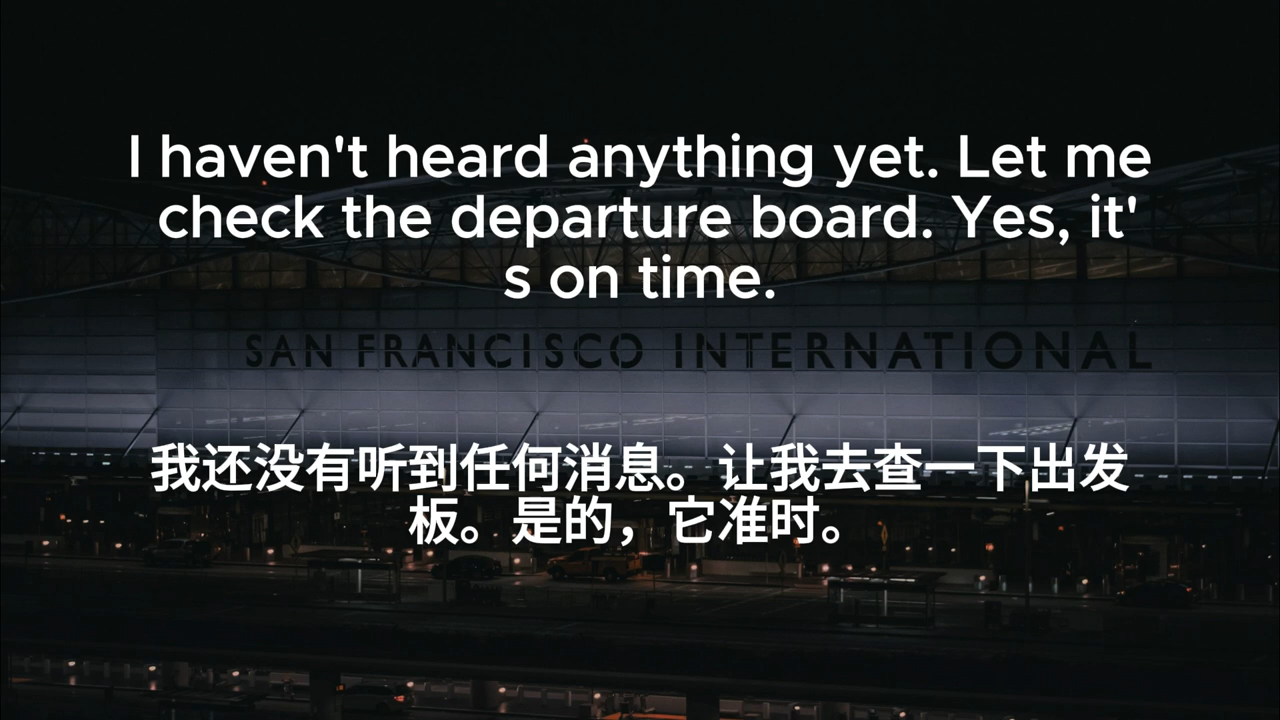 I haven't heard anything yet. Let me
check the departure board. Yes, it'
s on time.
SAN FRANCISCO INTERNATIONAL
我还没有听到任何消息。让我去查一下出发
板。是的，它准时。